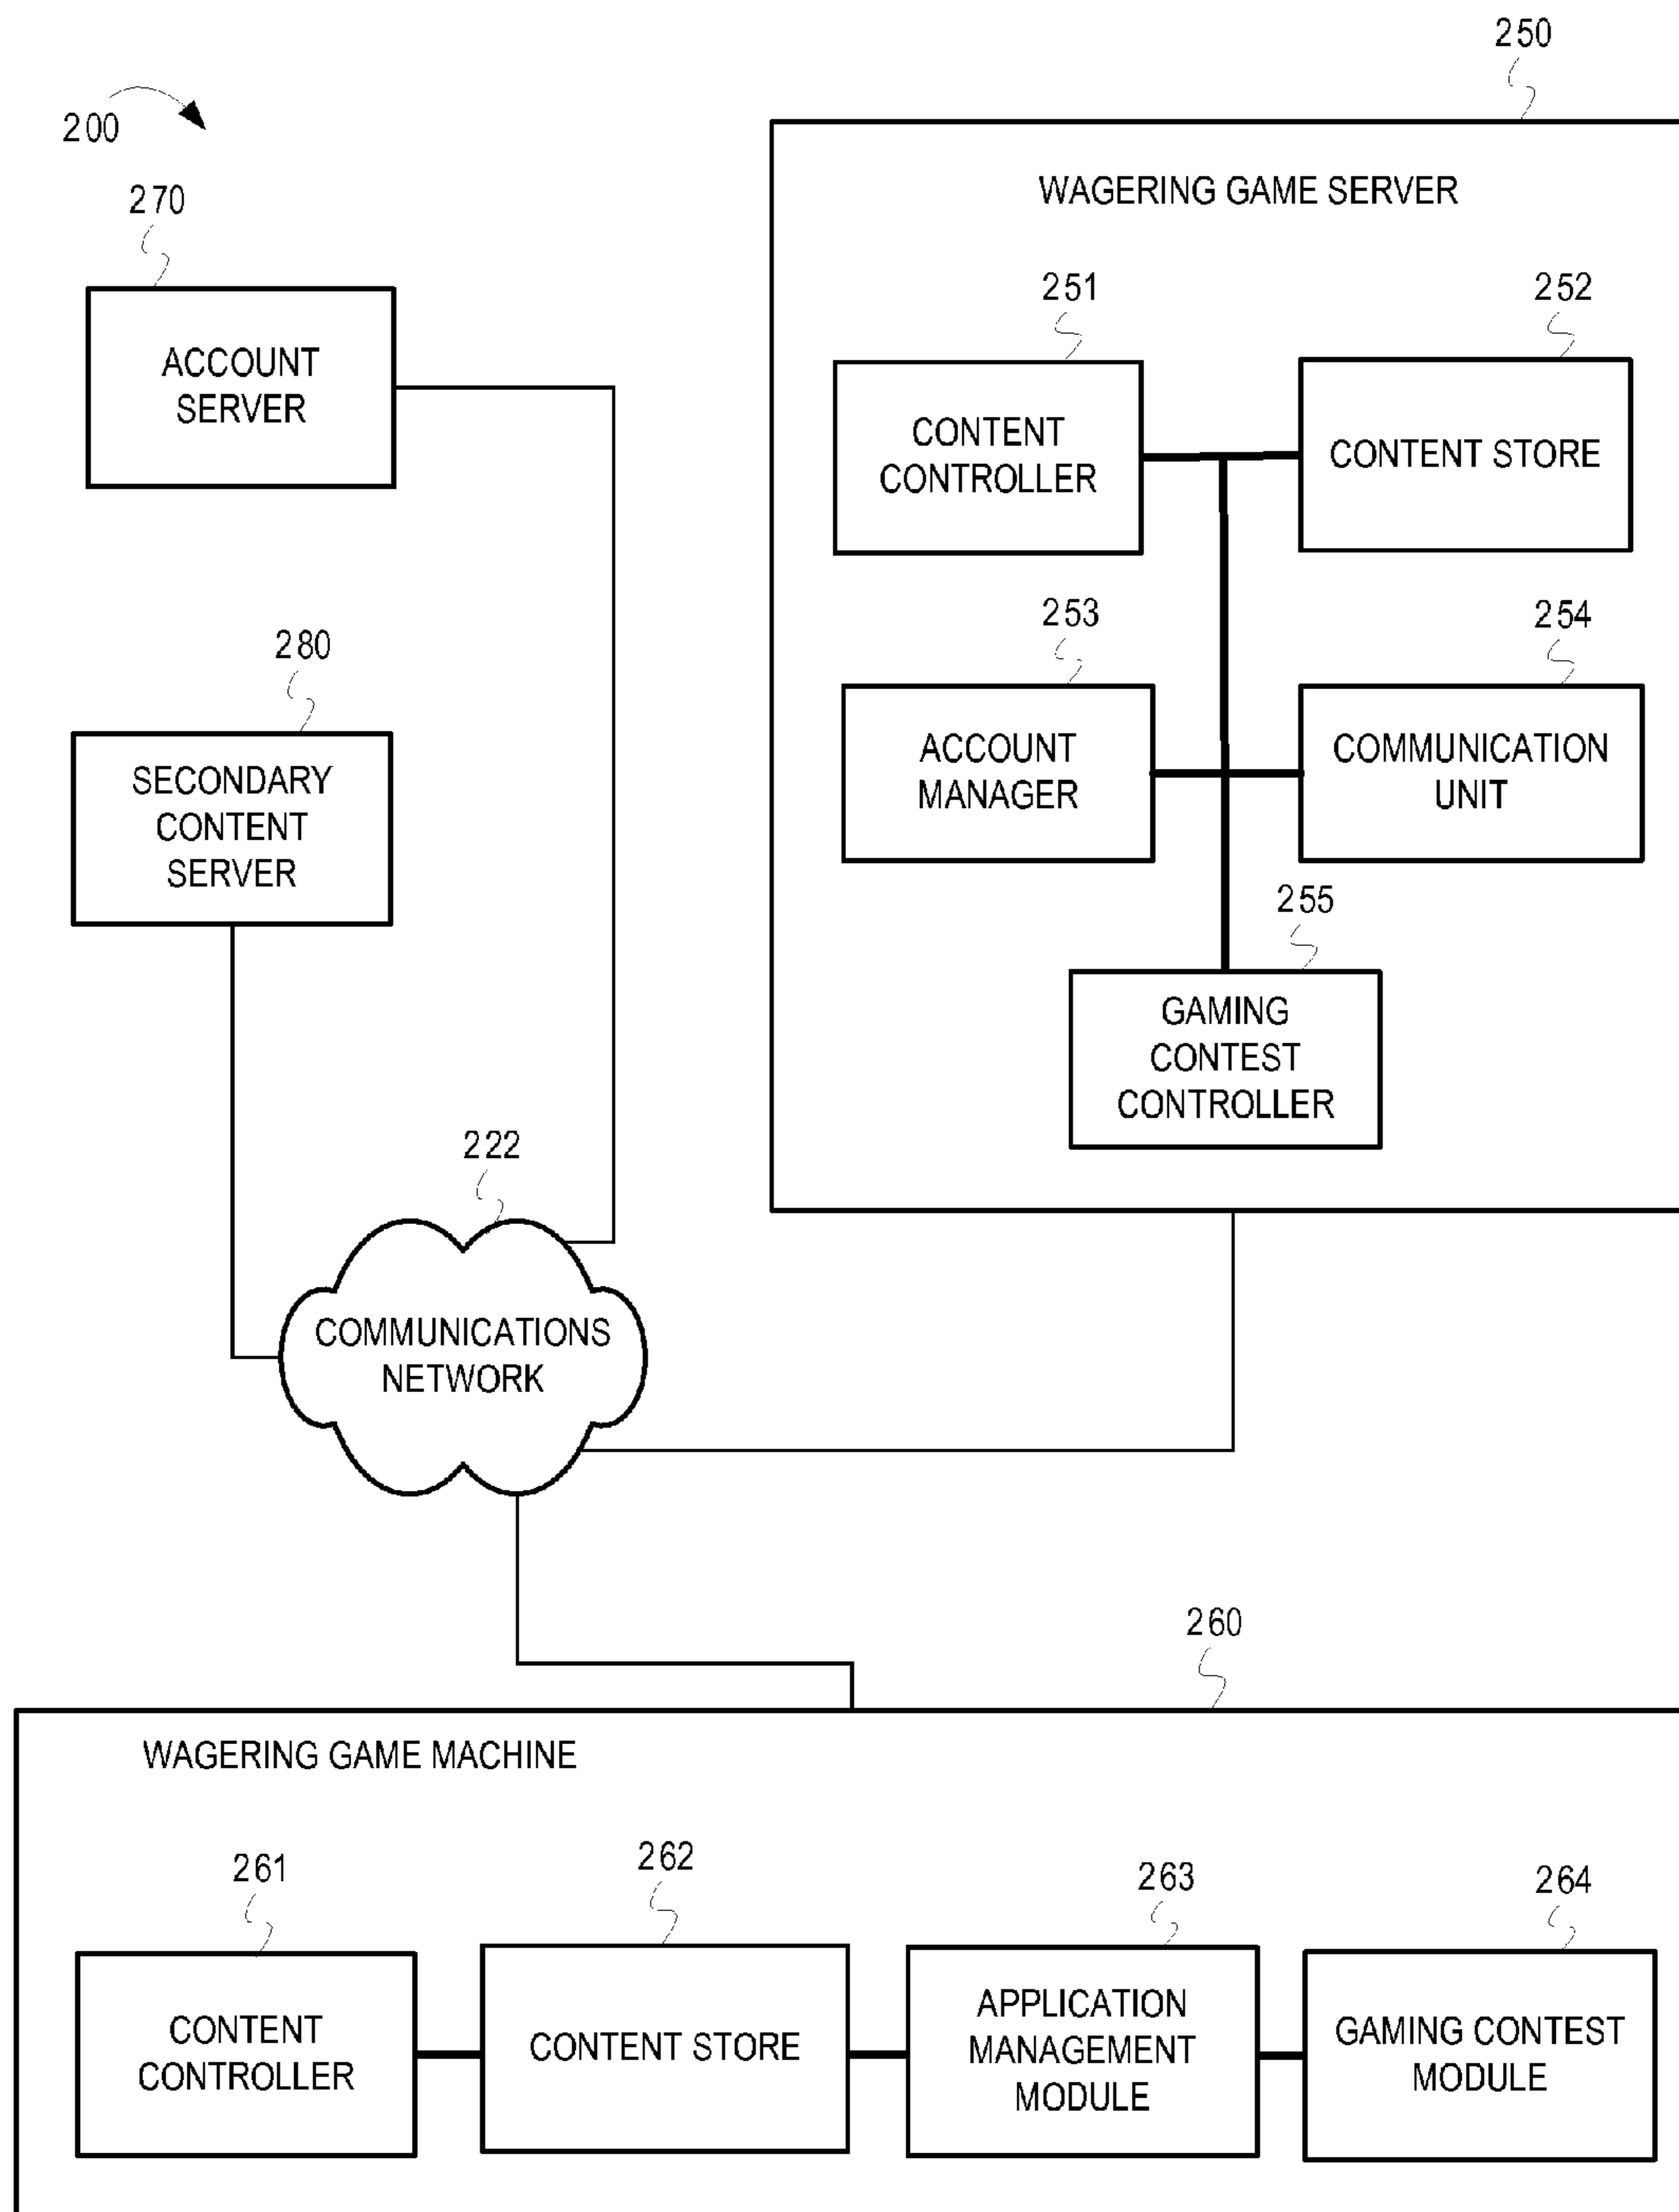 250
200
270
WAGERING GAME SERVER
251
252
ACCOUNT
SERVER
CONTENT
CONTROLLER
CONTENT STORE
253
254
280
SECONDARY
CONTENT
SERVER
ACCOUNT
MANAGER
COMMUNICATION
UNIT
255
GAMING
CONTEST
CONTROLLER
222
COMMUNICATIONS
NETWORK
260
WAGERING GAME MACHINE
261
262
263
264
CONTENT
CONTROLLER
CONTENT STORE
APPLICATION
MANAGEMENT
MODULE
GAMING CONTEST
MODULE